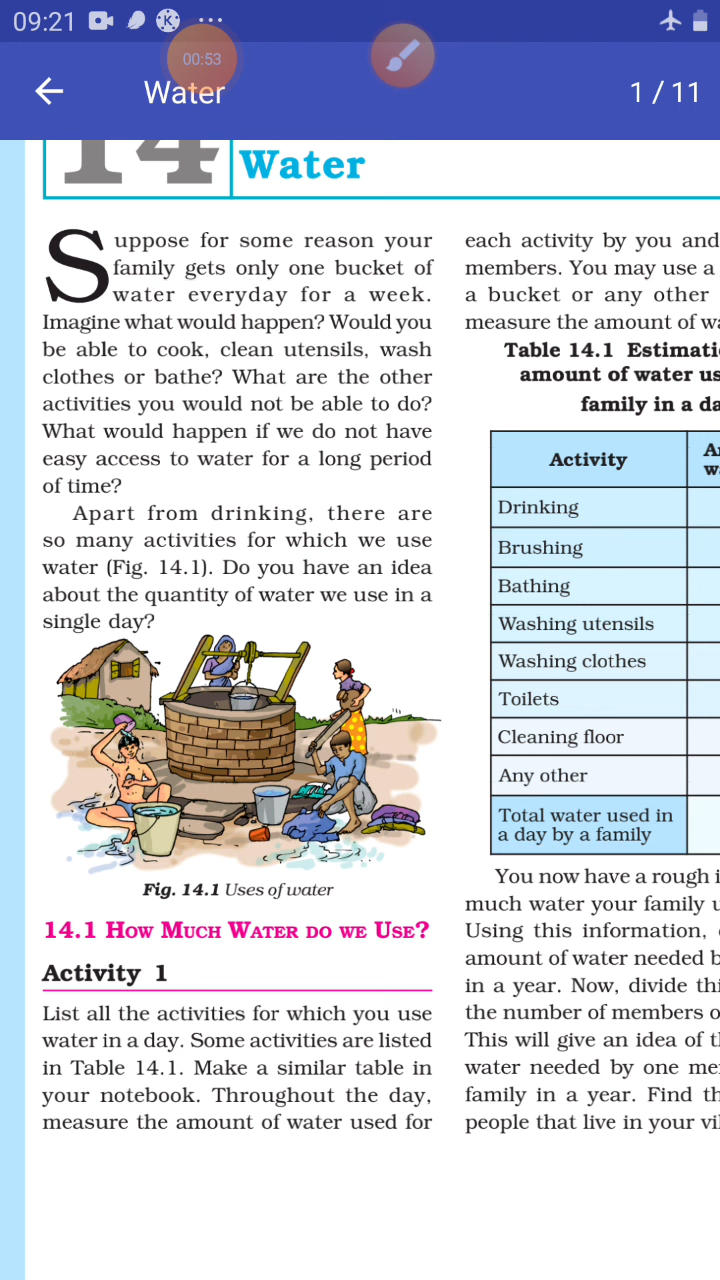 09:21
00:53
Water
1 / 11
14
Water
Suppose for some reason your
family gets only one bucket of
water everyday for a week.
Imagine what would happen? Would you
be able to cook, clean utensils, wash
clothes or bathe? What are the other
activities you would not be able to do?
What would happen if we do not have
easy access to water for a long period
of time?
Apart from drinking, there are
so many activities for which we use
water (Fig. 14.1). Do you have an idea
about the quantity of water we use in a
single day?
Fig. 14.1 Uses of water
14.1 HOW MUCH WATER DO WE USE?
Activity 1
List all the activities for which you use
water in a day. Some activities are listed
in Table 14.1. Make a similar table in
your notebook. Throughout the day,
measure the amount of water used for
each activity by you and
members. You may use a
a bucket or any other
measure the amount of
Table 14.1
amount of water
family in a
Activity
Drinking
Brushing
Bathing
Washing utensils
Washing clothes
Toilets
Cleaning floor
Any other
Total water used in
a day by a family
You now have a rough
much water your family
Using this information,
amount of water needed
in a year. Now, divide
the number of members
This will give an idea of
water needed by one
family in a year. Find
people that live in your